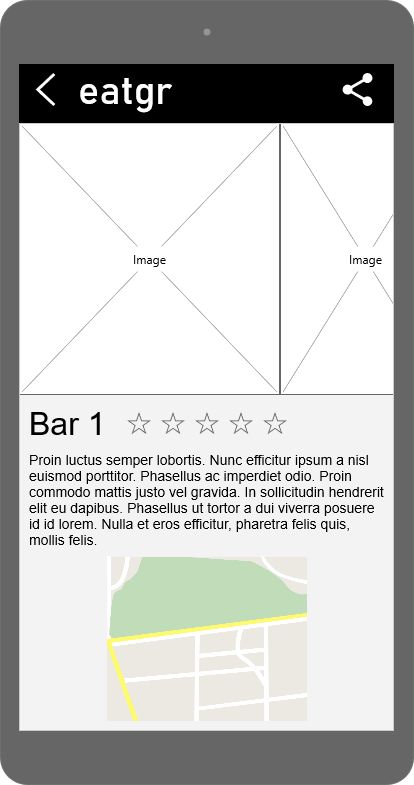 eatgr
Image
Image
Bar 1
Proin luctus semper lobortis. Nunc efficitur ipsum a nisl
euismod porttitor. Phasellus ac imperdiet odio. Proin
commodo mattis justo vel gravida. In sollicitudin hendrerit
elit eu dapibus. Phasellus ut tortor a dui viverra posuere
id id lorem. Nulla et eros efficitur, pharetra felis quis,
mollis felis.